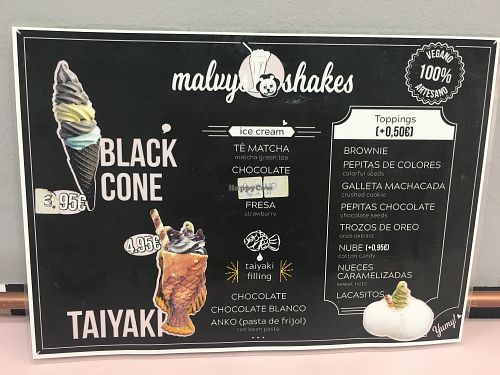 malvys shakes
VEGANO
100%
ARTESANO
BLACK
CONE
3,95€
4,95€
TAIYAKI
ice cream
TÉ MATCHA
matcha green tea
CHOCOLATE
HappyCow
FRESA
strawberry
taiyaki
filling
CHOCOLATE
CHOCOLATE BLANCO
ANKO (pasta de frijol)
red bean paste
...
Toppings
(+0,50€)
BROWNIE
PEPITAS DE COLORES
colorful seeds
GALLETA MACHACADA
crushed cookie
PEPITAS CHOCOLATE
chocolate seeds
TROZOS DE OREO
oreo extract
NUBE (+0,95€)
cotton candy
NUECES
CARAMELIZADAS
sweet nuts
LACASITOS
Yumy!